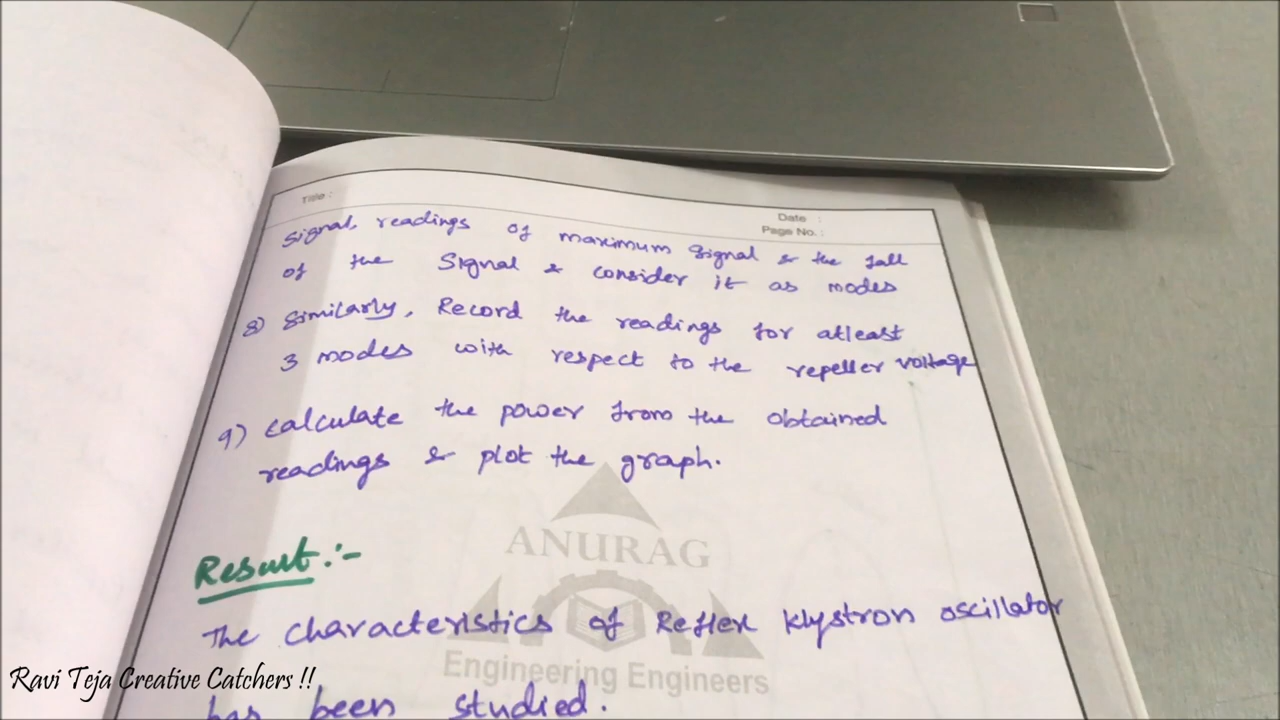 Title :
Date :
Page No. :
Signal, readings of maximum signal & the fall
of the Signal & consider it as modes
8) Similarly, Record the readings for atleast
3 modes with respect to the repeller voltage
9) calculate the power from the obtained
readings & plot the graph.
ANURAG
Result :-
The characteristics of Reflex klystron oscillator
Engineering Engineers
has been studied.
Ravi Teja Creative Catchers !!